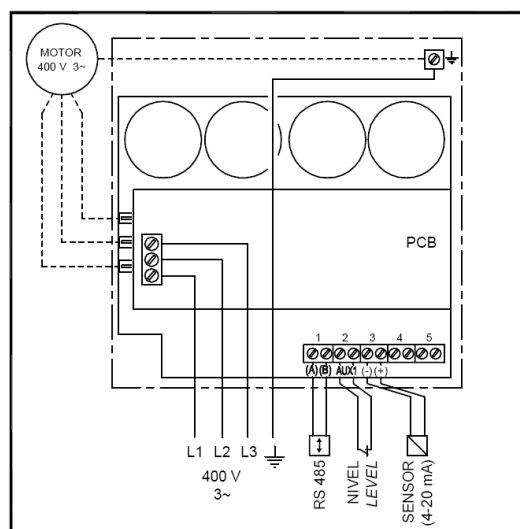 MOTOR
400 V 3~
PCB
1 2 3 4 5
(A) (B) AUX1 (-) (+)
L1 L2 L3
400 V
3~
RS 485
NIVEL
LEVEL
SENSOR
(4-20 mA)